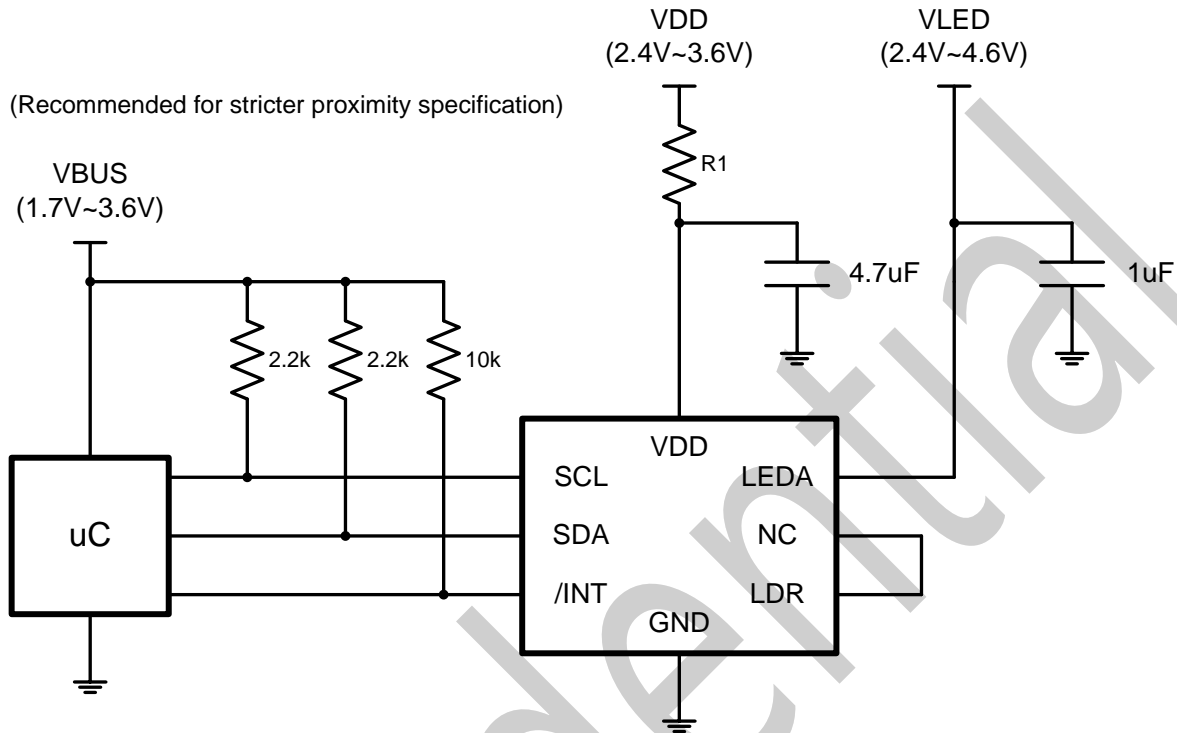 VDD
(2.4V~3.6V)
VLED
(2.4V~4.6V)
(Recommended for stricter proximity specification)
VBUS
(1.7V~3.6V)
R1
4.7uF
1uF
2.2k
2.2k
10k
uC
VDD
SCL
LEDA
SDA
NC
/INT
LDR
GND
dential